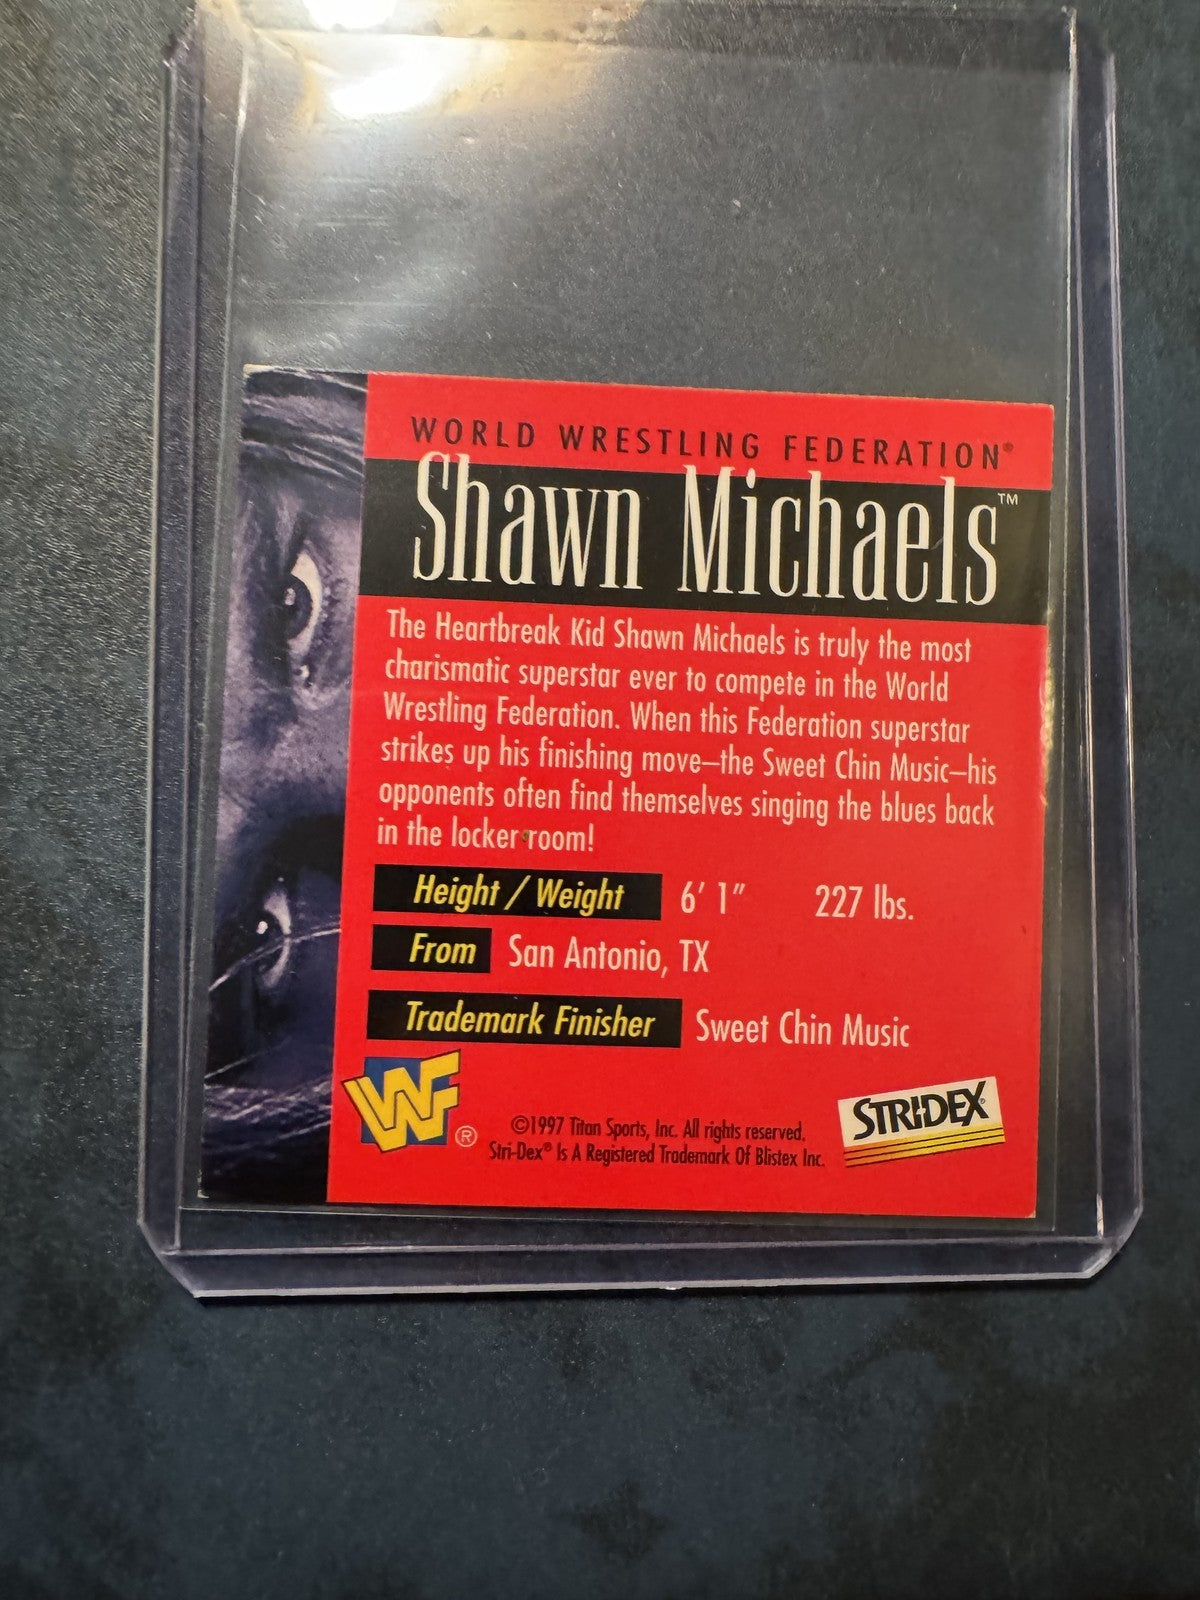 WORLD WRESTLING FEDERATION®
Shawn Michaels™
The Heartbreak Kid Shawn Michaels is truly the most
charismatic superstar ever to compete in the World
Wrestling Federation. When this Federation superstar
strikes up his finishing move–the Sweet Chin Music–his
opponents often find themselves singing the blues back
in the locker room!
Height / Weight 6' 1" 227 lbs.
From San Antonio, TX
Trademark Finisher Sweet Chin Music
WF®
©1997 Titan Sports, Inc. All rights reserved.
Stri-Dex® Is A Registered Trademark Of Blistex Inc.
STRI-DEX®